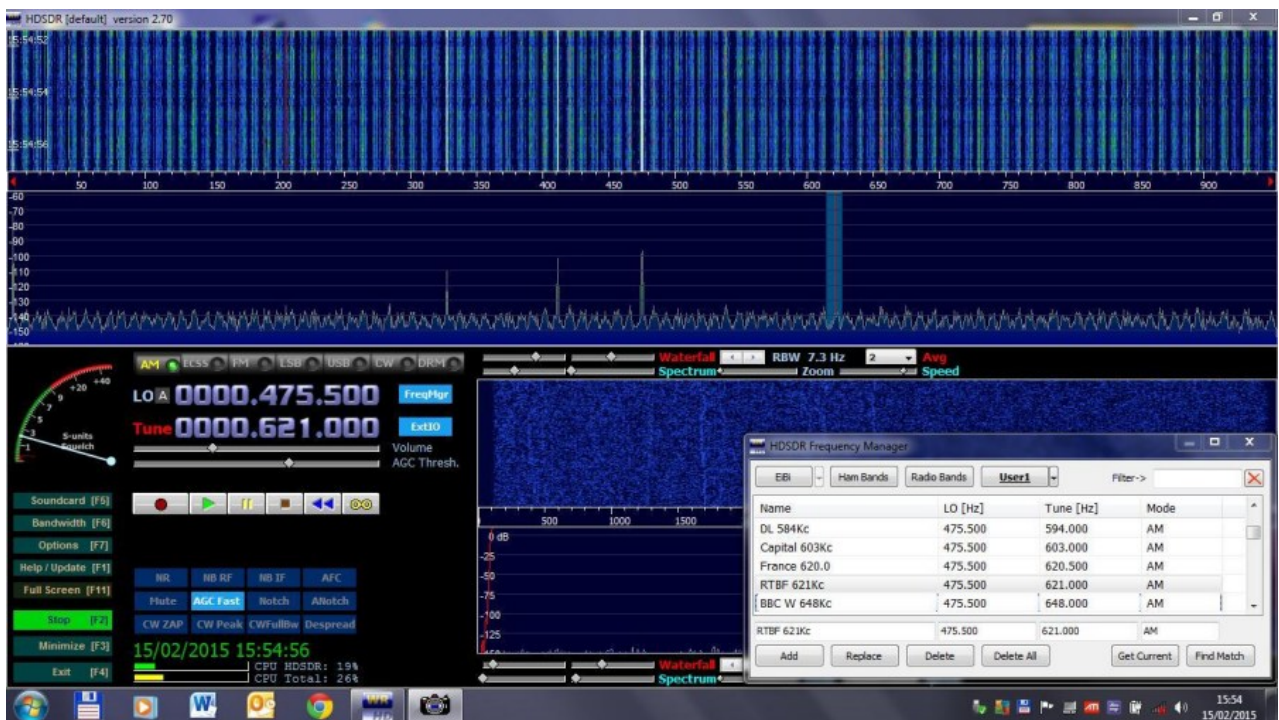 HDSDR [default] version 2.70
15:54:52
15:54:54
15:54:56
50 100 150 200 250 300 350 400 450 500 550 600 650 700 750 800 850 900
-60
-70
-80
-90
-100
-110
-120
-130
-140
-150
AM ECSS FM LSB USB CW DRM
Waterfall RBW 7.3 Hz 2 Avg
Spectrum Zoom Speed
+20 +40
9
7
5
3
1
S-units
Squelch
LO A 0000.475.500 FreqMgr
Tune 0000.621.000 ExtIO
Volume
AGC Thresh.
Soundcard [F5]
Bandwidth [F6]
Options [F7]
Help / Update [F1]
Full Screen [F11]
Stop [F2]
Minimize [F3]
Exit [F4]
NR NB RF NB IF AFC
Mute AGC Fast Notch ANotch
CW ZAP CW Peak CWFullBw Despread
15/02/2015 15:54:56
CPU HDSDR: 19%
CPU Total: 26%
500 1000 1500
0 dB
-25
-50
-75
-100
-125
Waterfall
Spectrum
HDSDR Frequency Manager
EiBi Ham Bands Radio Bands User1 Filter->
Name LO [Hz] Tune [Hz] Mode
DL 584Kc 475.500 594.000 AM
Capital 603Kc 475.500 603.000 AM
France 620.0 475.500 620.500 AM
RTBF 621Kc 475.500 621.000 AM
BBC W 648Kc 475.500 648.000 AM
RTBF 621Kc 475.500 621.000 AM
Add Replace Delete Delete All Get Current Find Match
15:54
15/02/2015